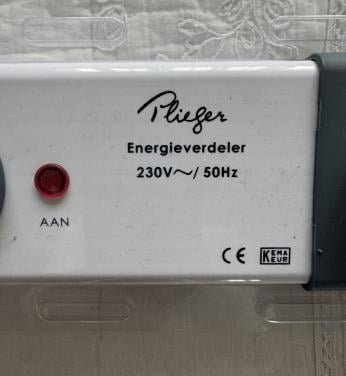 Plieger
Energieverdeler
230V~/ 50Hz
AAN
CE KEMA
KEUR